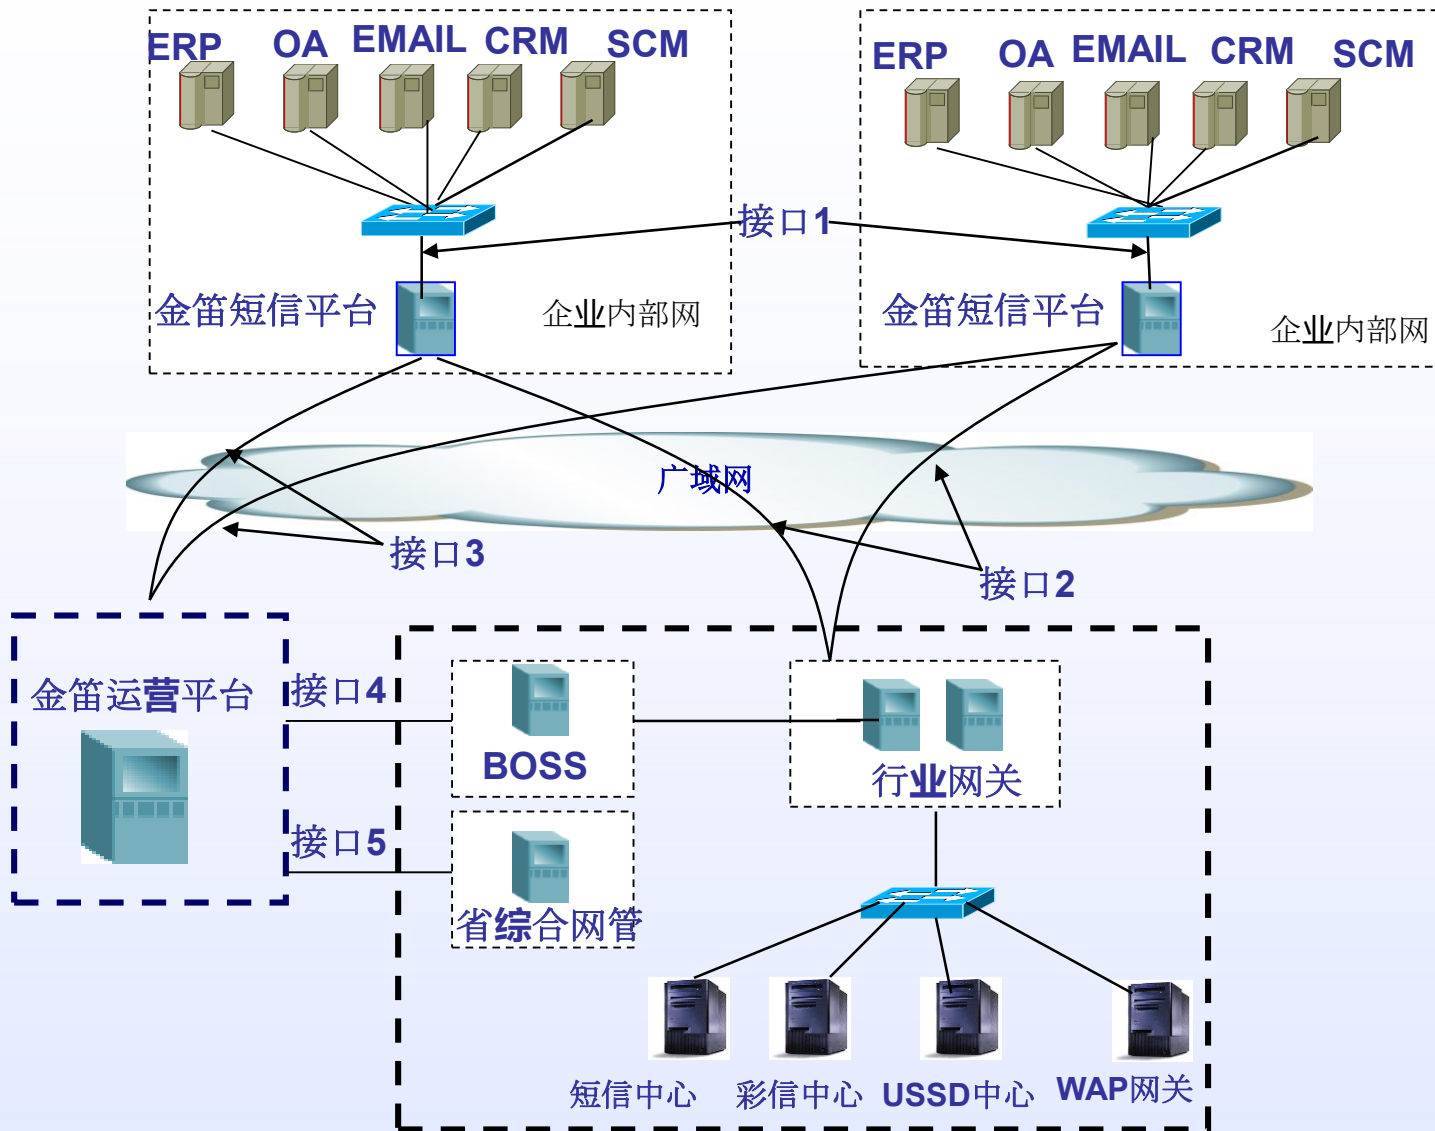 ERP
OA
EMAIL
CRM
SCM
ERP
OA
EMAIL
CRM
SCM
接口1
金笛短信平台
企业内部网
金笛短信平台
企业内部网
广域网
接口3
接口2
金笛运营平台
接口4
BOSS
行业网关
接口5
省综合网管
短信中心
彩信中心
USSD中心
WAP网关